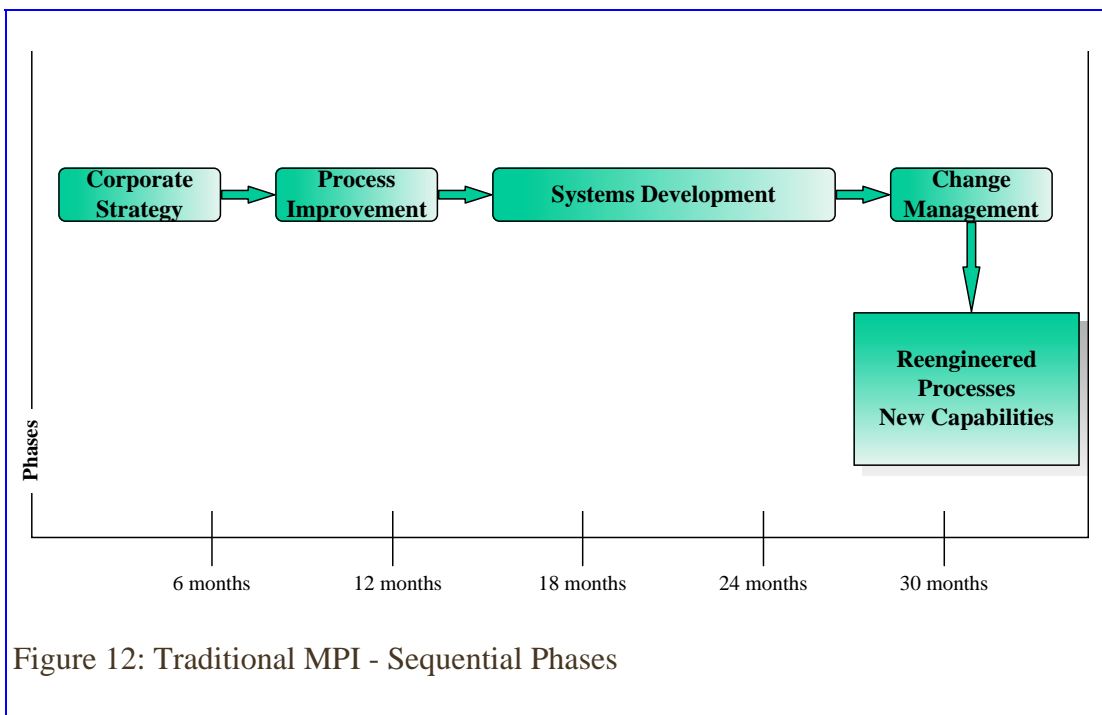 Corporate
Strategy
Process
Improvement
Systems Development
Change
Management
Reengineered
Processes
New Capabilities
Phases
6 months
12 months
18 months
24 months
30 months
Figure 12: Traditional MPI - Sequential Phases